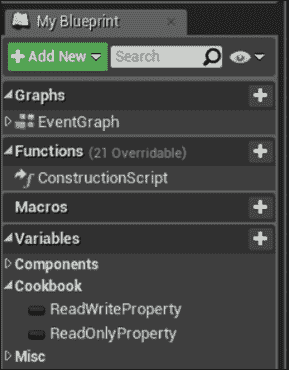 My Blueprint
Add New Search
Graphs
EventGraph
Functions (21 Overridable)
ConstructionScript
Macros
Variables
Components
Cookbook
ReadWriteProperty
ReadOnlyProperty
Misc